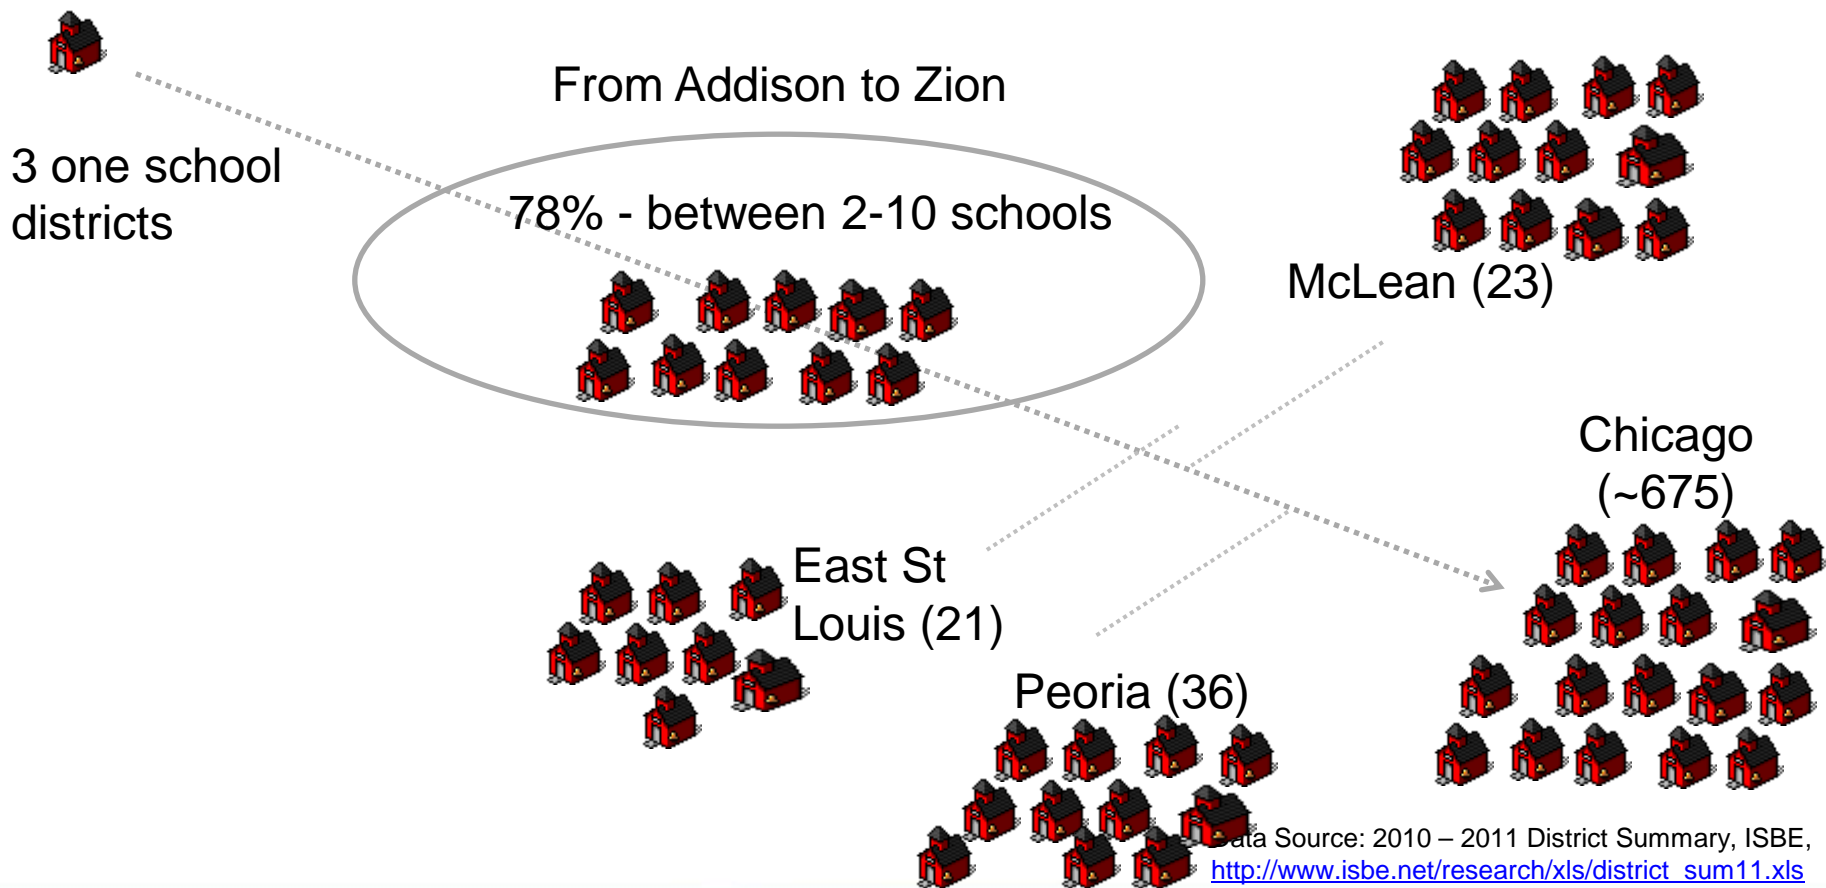 From Addison to Zion
3 one school
districts
78% - between 2-10 schools
McLean (23)
Chicago
(~675)
East St
Louis (21)
Peoria (36)
Data Source: 2010 – 2011 District Summary, ISBE,
http://www.isbe.net/research/xls/district_sum11.xls